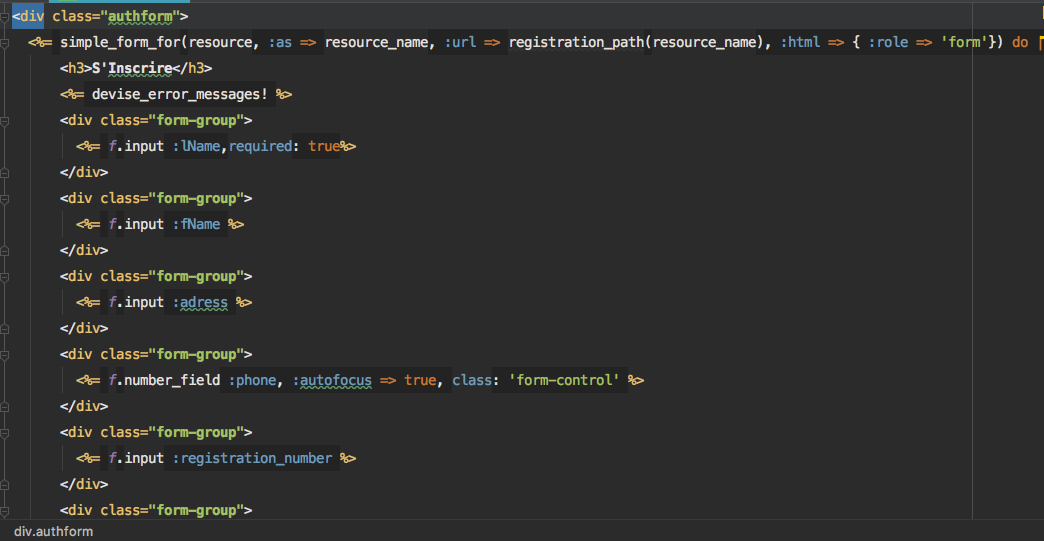 <div class="authform">
<%= simple_form_for(resource, :as => resource_name, :url => registration_path(resource_name), :html => { :role => 'form'}) do
<h3>S'Inscrire</h3>
<%= devise_error_messages! %>
<div class="form-group">
<%= f.input :lName,required: true%>
</div>
<div class="form-group">
<%= f.input :fName %>
</div>
<div class="form-group">
<%= f.input :adress %>
</div>
<div class="form-group">
<%= f.number_field :phone, :autofocus => true, class: 'form-control' %>
</div>
<div class="form-group">
<%= f.input :registration_number %>
</div>
<div class="form-group">
div.authform